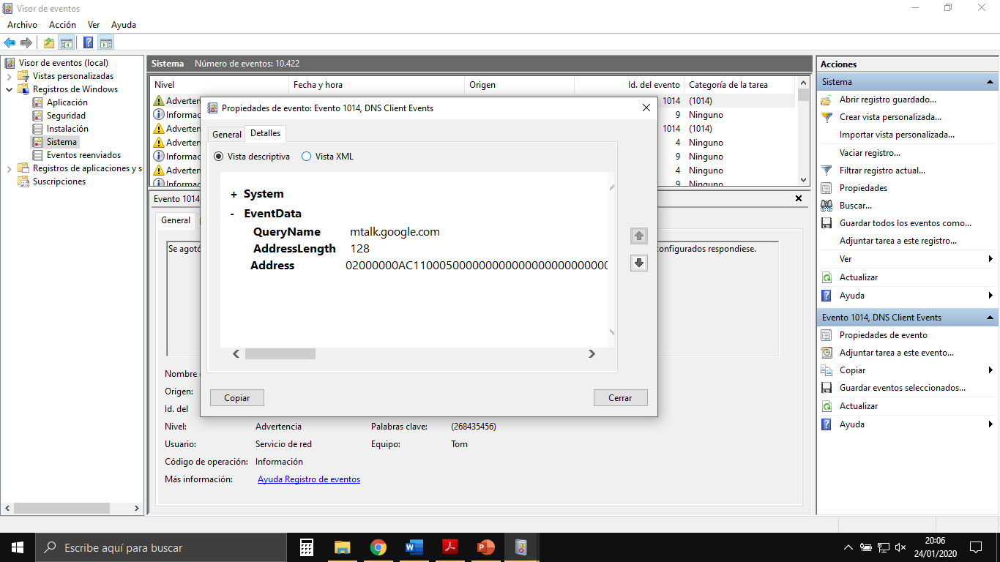 Visor de eventos
Archivo Acción Ver Ayuda
Visor de eventos (local)
Vistas personalizadas
Registros de Windows
Aplicación
Seguridad
Instalación
Sistema
Eventos reenviados
Registros de aplicaciones y s
Suscripciones
Sistema Número de eventos: 10.422
Nivel Fecha y hora Origen Id. del evento Categoría de la tarea
Adverten 1014 (1014)
Informac 9 Ninguno
Adverten 1014 (1014)
Adverten 4 Ninguno
Informac 9 Ninguno
Adverten 4 Ninguno
Informac 9 Ninguno
Evento 1014,
General
Se agotó configurados respondiese.
Nombre
Origen:
Id. del
Nivel: Advertencia Palabras clave: (268435456)
Usuario: Servicio de red Equipo: Tom
Código de operación: Información
Más información: Ayuda Registro de eventos
Propiedades de evento: Evento 1014, DNS Client Events
General Detalles
Vista descriptiva Vista XML
+ System
- EventData
QueryName mtalk.google.com
AddressLength 128
Address
Copiar Cerrar
Acciones
Sistema
Abrir registro guardado...
Crear vista personalizada...
Importar vista personalizada...
Vaciar registro...
Filtrar registro actual...
Propiedades
Buscar...
Guardar todos los eventos como...
Adjuntar tarea a este registro...
Ver
Actualizar
Ayuda
Evento 1014, DNS Client Events
Propiedades de evento
Adjuntar tarea a este evento...
Copiar
Guardar eventos seleccionados...
Actualizar
Ayuda
Escribe aquí para buscar
20:06
24/01/2020